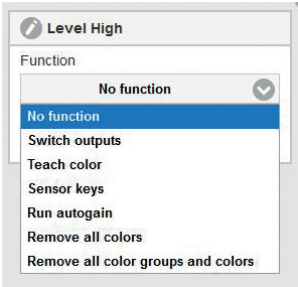 Level High
Function
No function
No function
Switch outputs
Teach color
Sensor keys
Run autogain
Remove all colors
Remove all color groups and colors